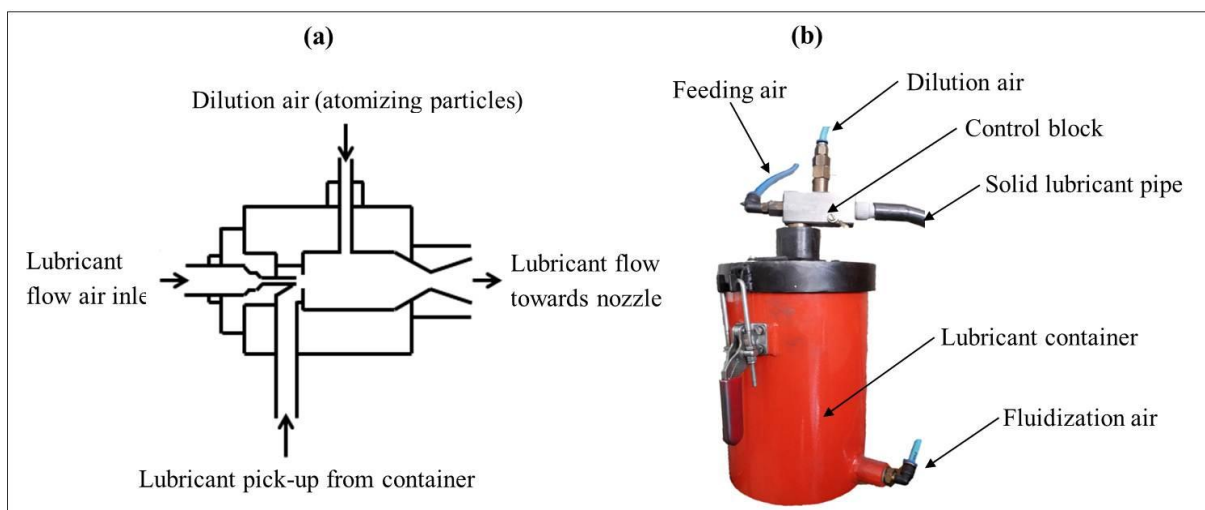 (a)
Dilution air (atomizing particles)
Lubricant
flow air inle
Lubricant flow
towards nozzle
Lubricant pick-up from container
(b)
Feeding air
Dilution air
Control block
Solid lubricant pipe
Lubricant container
Fluidization air